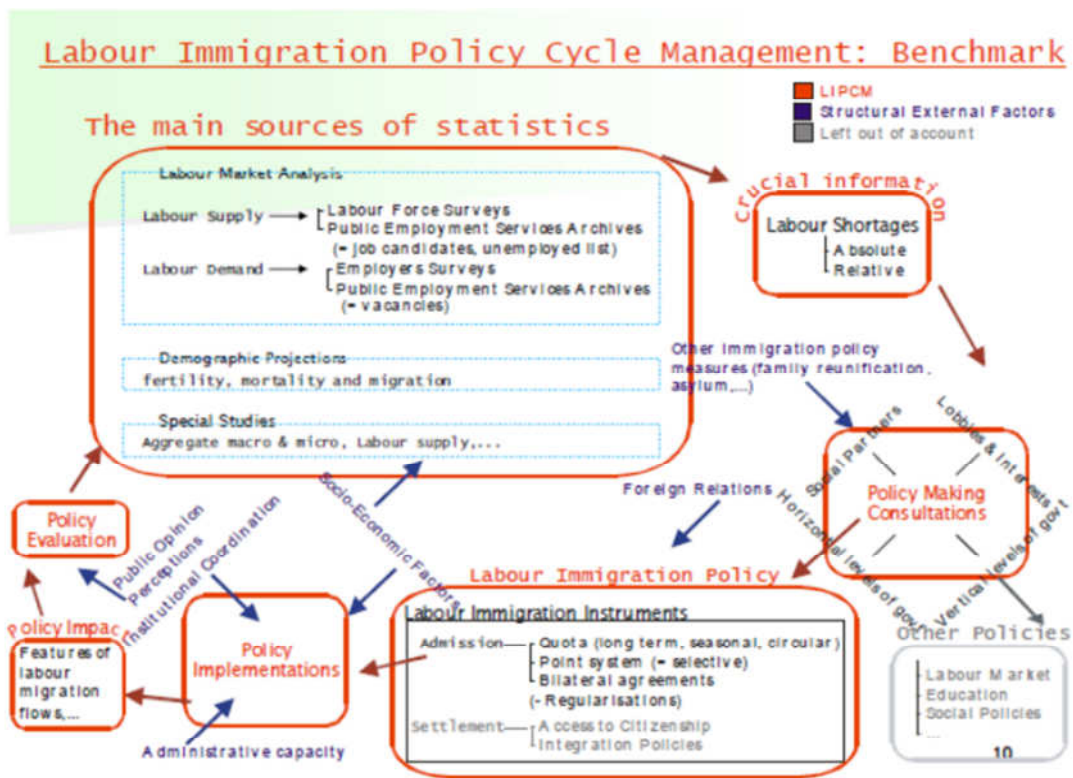 Labour Immigration Policy Cycle Management: Benchmark
LIPCM
Structural External Factors
Left out of account
The main sources of statistics
Labour Market Analysis
Labour Supply
Labour Force Surveys
Public Employment Services Archives
(= job candidates, unemployed list)
Labour Demand
Employers Surveys
Public Employment Services Archives
(= vacancies)
Demographic Projections
fertility, mortality and migration
Special Studies
Aggregate macro & micro, Labour supply,...
Crucial information
Labour Shortages
Absolute
Relative
Other immigration policy
measures (family reunification,
asylum,...)
Social Partners
Lobbies & Interests
Policy Making
Consultations
Horizontal levels of govt
Vertical levels of govt
Foreign Relations
Socio-Economic Factors
Policy
Evaluation
Public Opinion
Perceptions
Institutional Coordination
Labour Immigration Policy
Labour Immigration Instruments
Admission
Quota (long term, seasonal, circular)
Point system (= selective)
Bilateral agreements
(- Regularisations)
Settlement
Access to Citizenship
Integration Policies
Policy Impact
Features of
labour
migration
flows,...
Policy
Implementations
Administrative capacity
Other Policies
Labour Market
Education
Social Policies
...
10